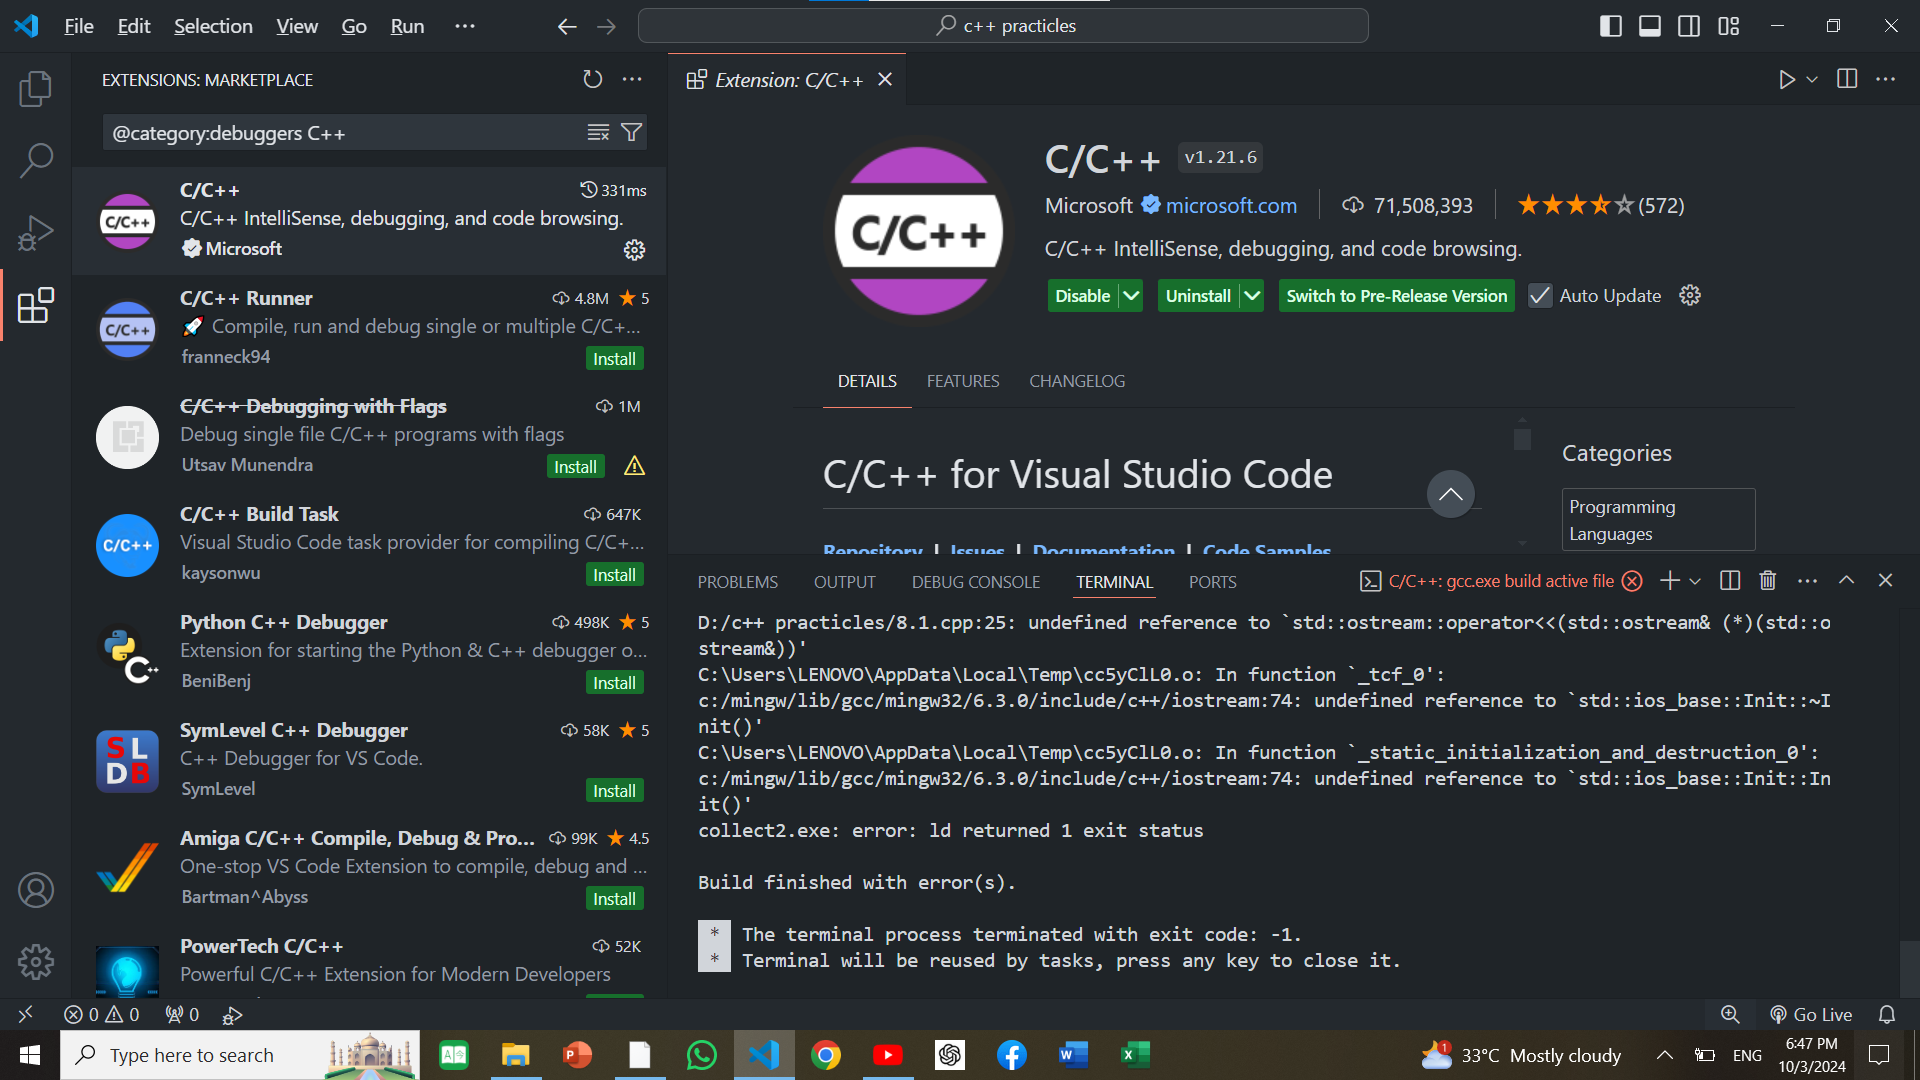 File Edit Selection View Go Run ···
c++ practicles
EXTENSIONS: MARKETPLACE
@category:debuggers C++
C/C++
C/C++ 331ms
C/C++ IntelliSense, debugging, and code browsing.
Microsoft
C/C++
C/C++ Runner 4.8M 5
Compile, run and debug single or multiple C/C+...
franneck94 Install
C/C++ Debugging with Flags 1M
Debug single file C/C++ programs with flags
Utsav Munendra Install
C/C++
C/C++ Build Task 647K
Visual Studio Code task provider for compiling C/C+...
kaysonwu Install
C++
Python C++ Debugger 498K 5
Extension for starting the Python & C++ debugger o...
BeniBenj Install
SL
DB
SymLevel C++ Debugger 58K 5
C++ Debugger for VS Code.
SymLevel Install
Amiga C/C++ Compile, Debug & Pro... 99K 4.5
One-stop VS Code Extension to compile, debug and ...
Bartman^Abyss Install
PowerTech C/C++ 52K
Powerful C/C++ Extension for Modern Developers
Extension: C/C++
C/C++
C/C++ v1.21.6
Microsoft microsoft.com 71,508,393 (572)
C/C++ IntelliSense, debugging, and code browsing.
Disable Uninstall Switch to Pre-Release Version Auto Update
DETAILS FEATURES CHANGELOG
C/C++ for Visual Studio Code
Repository | Issues | Documentation | Code Samples
Categories
Programming
Languages
PROBLEMS OUTPUT DEBUG CONSOLE TERMINAL PORTS
C/C++: gcc.exe build active file
D:/c++ practicles/8.1.cpp:25: undefined reference to `std::ostream::operator<<(std::ostream& (*)(std::o
stream&))'
C:\Users\LENOVO\AppData\Local\Temp\cc5yClL0.o: In function `_tcf_0':
c:/mingw/lib/gcc/mingw32/6.3.0/include/c++/iostream:74: undefined reference to `std::ios_base::Init::~I
nit()'
C:\Users\LENOVO\AppData\Local\Temp\cc5yClL0.o: In function `_static_initialization_and_destruction_0':
c:/mingw/lib/gcc/mingw32/6.3.0/include/c++/iostream:74: undefined reference to `std::ios_base::Init::In
it()'
collect2.exe: error: ld returned 1 exit status
Build finished with error(s).
* The terminal process terminated with exit code: -1.
* Terminal will be reused by tasks, press any key to close it.
0 0 0
Go Live
Type here to search
33°C Mostly cloudy
ENG
6:47 PM
10/3/2024